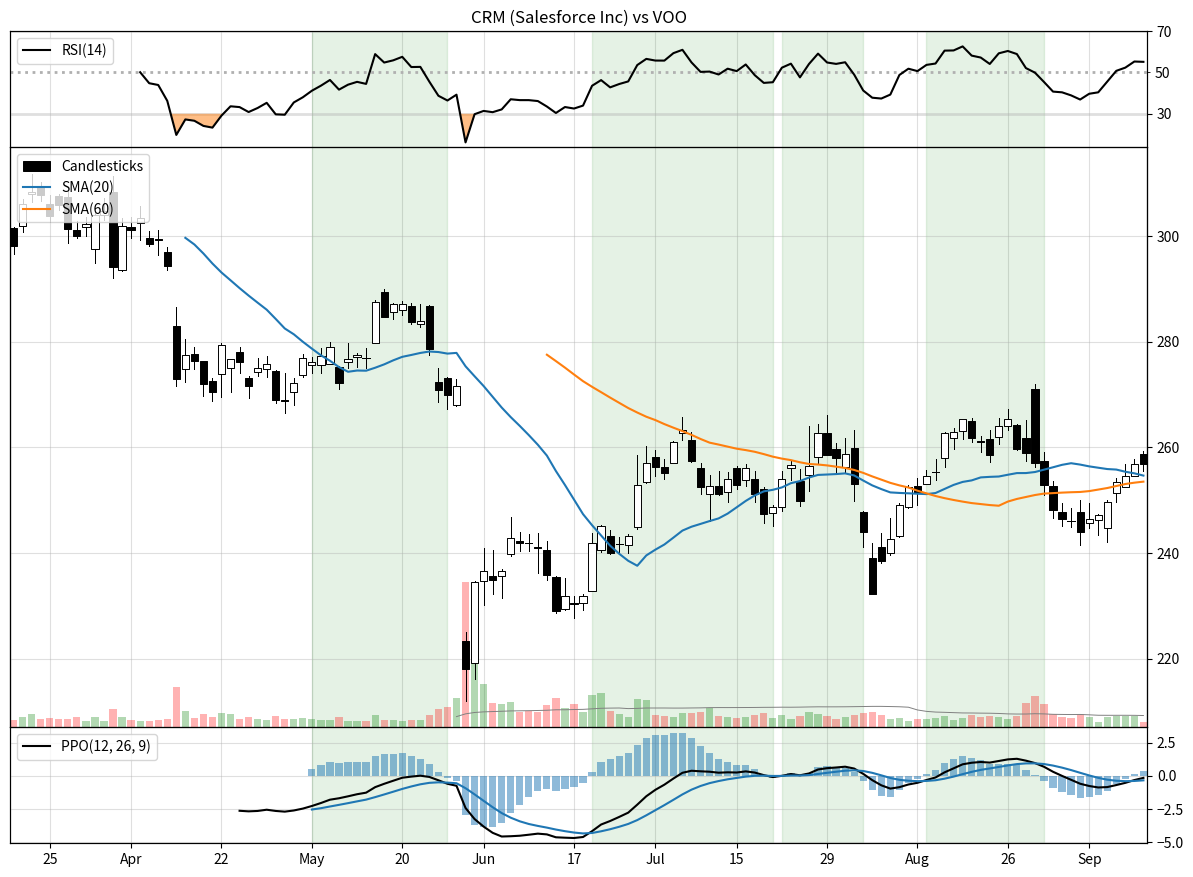 CRM (Salesforce Inc) vs VOO
RSI(14)
70
50
30
Candlesticks
SMA(20)
SMA(60)
300
280
260
240
220
PPO(12, 26, 9)
2.5
0.0
−2.5
−5.0
25 Apr 22 May 20 Jun 17 Jul 15 29 Aug 26 Sep